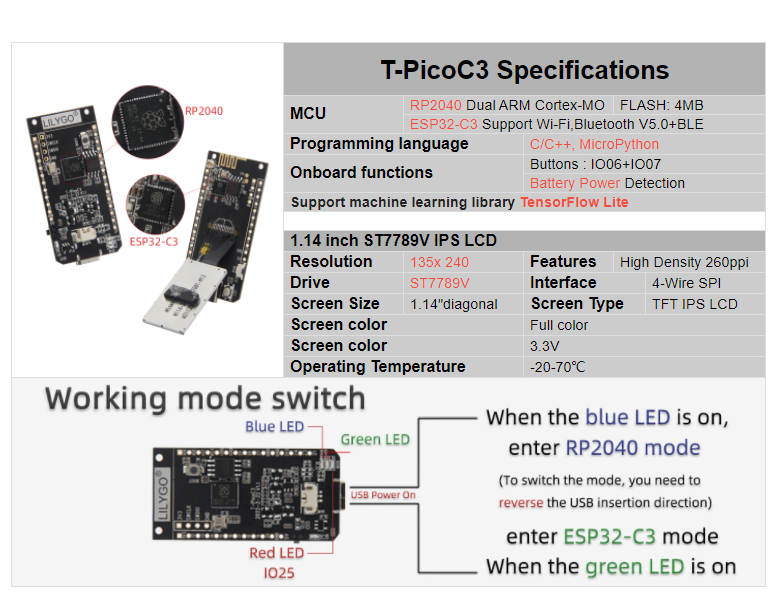 T-PicoC3 Specifications
MCU
RP2040 Dual ARM Cortex-MO FLASH: 4MB
ESP32-C3 Support Wi-Fi,Bluetooth V5.0+BLE
Programming language C/C++, MicroPython
Onboard functions
Buttons : IO06+IO07
Battery Power Detection
Support machine learning library TensorFlow Lite
LILYGO
RP2040
ESP32-C3
1.14 inch ST7789V IPS LCD
Resolution 135x 240 Features High Density 260ppi
Drive ST7789V Interface 4-Wire SPI
Screen Size 1.14"diagonal Screen Type TFT IPS LCD
Screen color Full color
Screen color 3.3V
Operating Temperature -20-70℃
Working mode switch
Blue LED
Green LED
LILYGO
USB Power On
Red LED
IO25
When the blue LED is on,
enter RP2040 mode
(To switch the mode, you need to
reverse the USB insertion direction)
enter ESP32-C3 mode
When the green LED is on